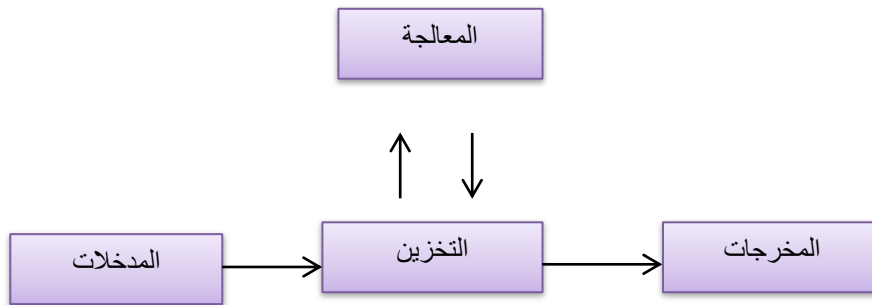 المعالجة
المدخلات
التخزين
المخرجات